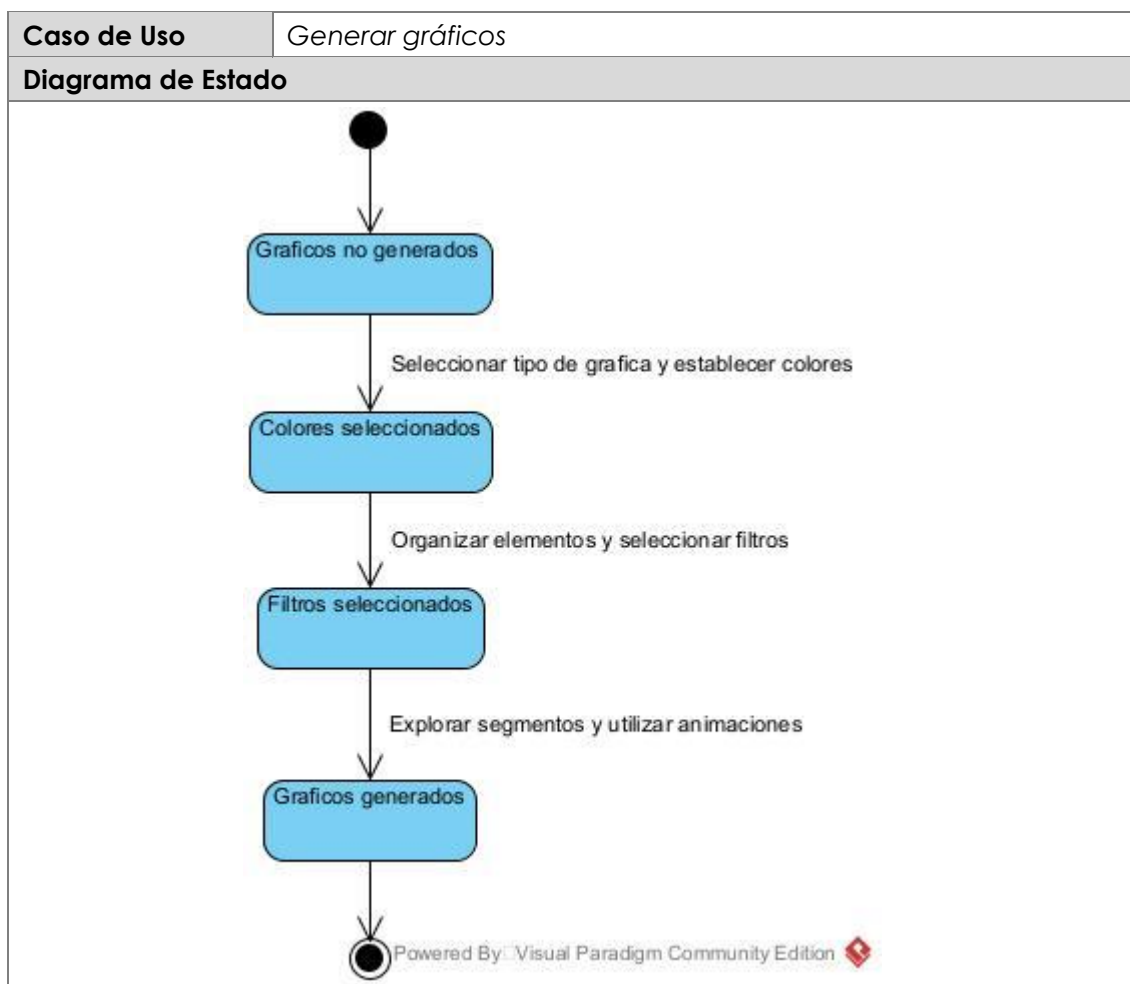 Caso de Uso
Generar gráficos
Diagrama de Estado
Graficos no generados
Seleccionar tipo de grafica y establecer colores
Colores seleccionados
Organizar elementos y seleccionar filtros
Filtros seleccionados
Explorar segmentos y utilizar animaciones
Graficos generados
Powered By Visual Paradigm Community Edition